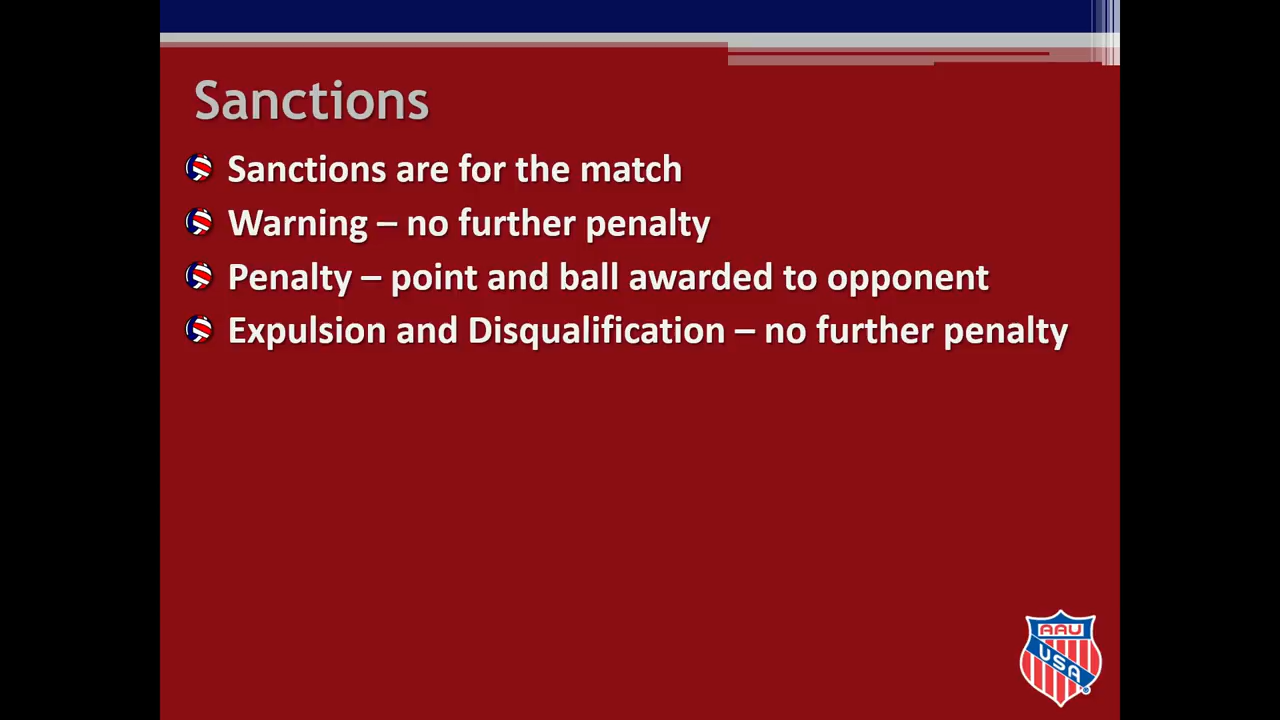 Sanctions
Sanctions are for the match
Warning – no further penalty
Penalty – point and ball awarded to opponent
Expulsion and Disqualification – no further penalty
AAU
USA
®